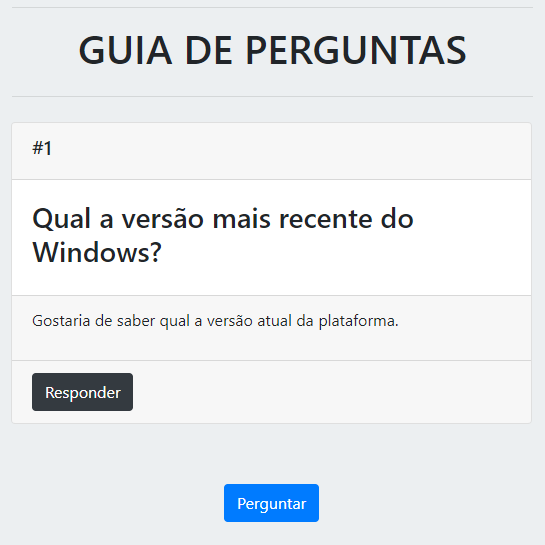 GUIA DE PERGUNTAS
#1
Qual a versão mais recente do
Windows?
Gostaria de saber qual a versão atual da plataforma.
Responder
Perguntar